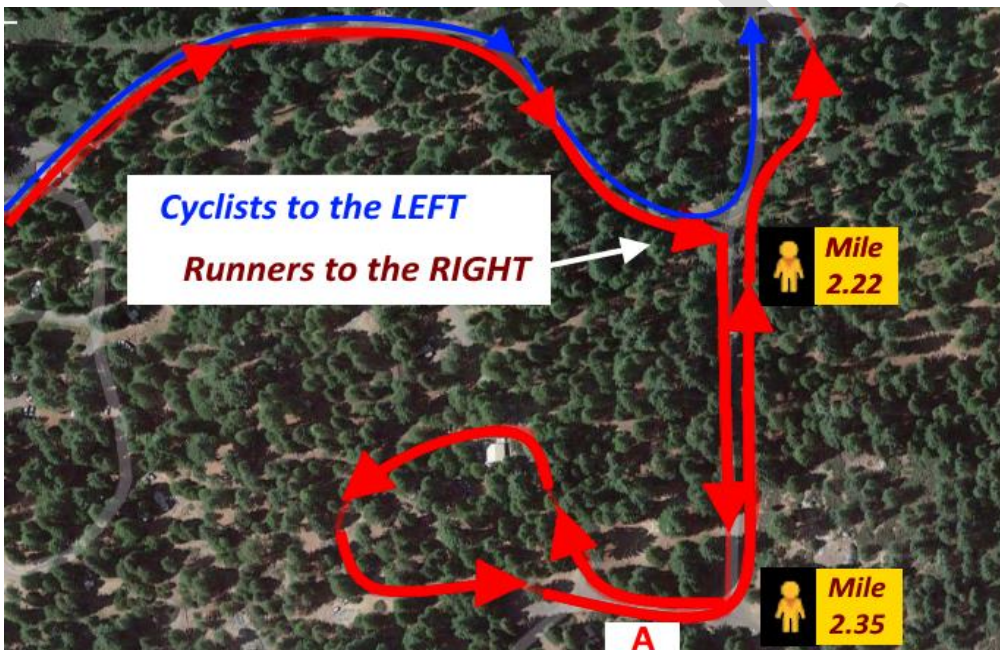 Cyclists to the LEFT
Runners to the RIGHT
Mile
2.22
Mile
2.35
A